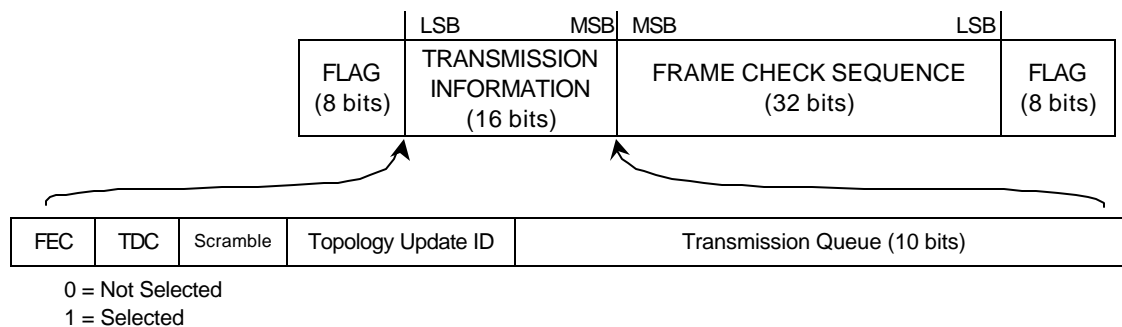 LSB MSB MSB LSB
FLAG
(8 bits)
TRANSMISSION
INFORMATION
(16 bits)
FRAME CHECK SEQUENCE
(32 bits)
FLAG
(8 bits)
FEC TDC Scramble Topology Update ID Transmission Queue (10 bits)
0 = Not Selected
1 = Selected